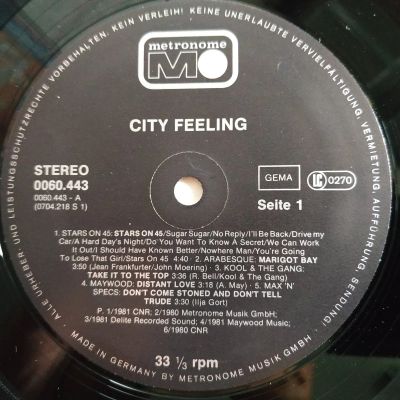 metronome
M
CITY FEELING
STEREO
0060.443
0060.443 - A
(0704.218 S 1)
GEMA
LC 0270
Seite 1
1. STARS ON 45: STARS ON 45/Sugar Sugar/No Reply/I'll Be Back/Drive my
Car/A Hard Day's Night/Do You Want To Know A Secret/We Can Work
It Out/I Should Have Known Better/Nowhere Man/You're Going
To Lose That Girl/Stars On 45 4:40 · 2. ARABESQUE: MARIGOT BAY
3:50 (Jean Frankfurter/John Moering) · 3. KOOL & THE GANG:
TAKE IT TO THE TOP 3:36 (R. Bell/Kool & The Gang)
4. MAYWOOD: DISTANT LOVE 3:18 (A. May) · 5. MAX 'N'
SPECS: DON'T COME STONED AND DON'T TELL
TRUDE 3:30 (Ilja Gort)
P. 1/1981 CNR; 2/1980 Metronome Musik GmbH;
3/1981 Delite Recorded Sound; 4/1981 Maywood Music;
5/1980 CNR
33 1/3 rpm
ALLE URHEBER- UND LEISTUNGSSCHUTZRECHTE VORBEHALTEN. KEINE UNERLAUBTE VERVIELFÄLTIGUNG, VERMIETUNG, AUFFÜHRUNG, SENDUNG!
MADE IN GERMANY BY METRONOME MUSIK GMBH